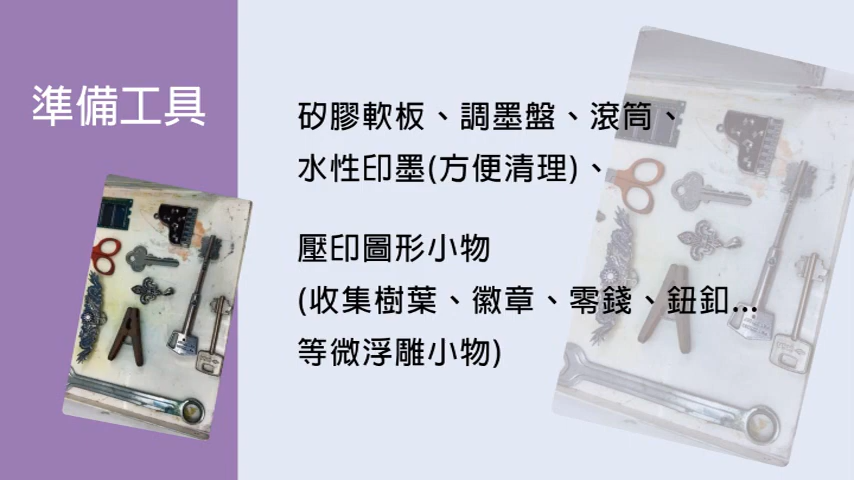 準備工具
矽膠軟板、調墨盤、滾筒、
水性印墨(方便清理)、
壓印圖形小物
(收集樹葉、徽章、零錢、鈕釦...
等微浮雕小物)